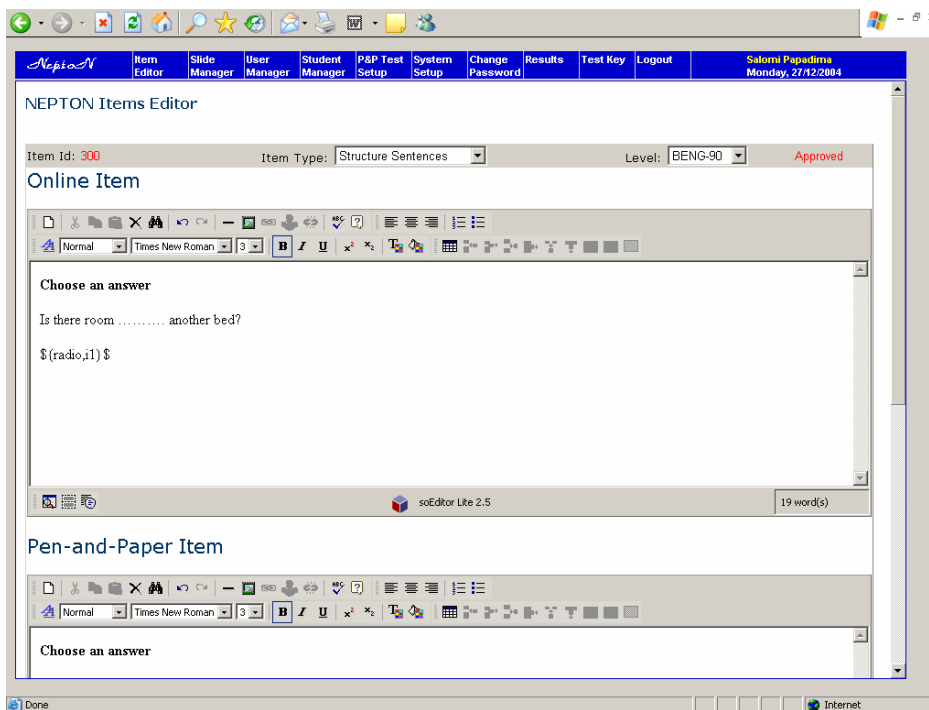 NeptoN Item Editor Slide Manager User Manager Student Manager P&P Test Setup System Setup Change Password Results Test Key Logout Salomi Papadima Monday, 27/12/2004
NEPTON Items Editor
Item Id: 300 Item Type: Structure Sentences Level: BENG-90 Approved
Online Item
Normal Times New Roman 3 B I U x² x₂
Choose an answer
Is there room .......... another bed?
$(radio,i1)$
soEditor Lite 2.5 19 word(s)
Pen-and-Paper Item
Normal Times New Roman 3 B I U x² x₂
Choose an answer
Done Internet